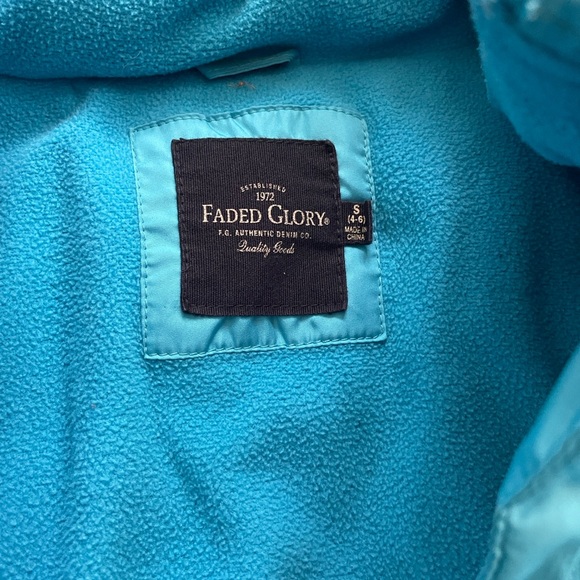 ESTABLISHED
1972
FADED GLORY®
F.G. AUTHENTIC DENIM CO.
Quality Goods
S
(4-6)
MADE IN
CHINA